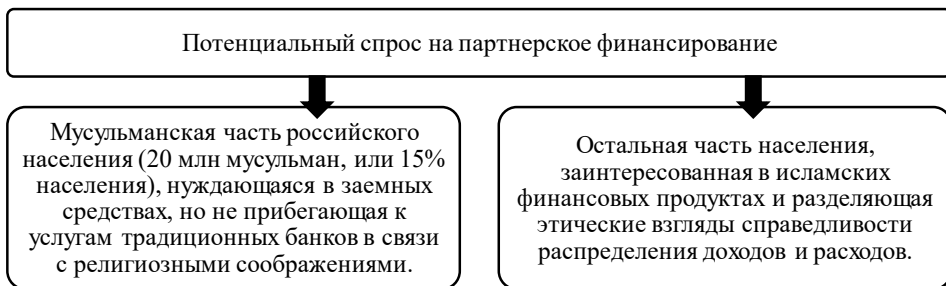 Потенциальный спрос на партнерское финансирование
Мусульманская часть российского
населения (20 млн мусульман, или 15%
населения), нуждающаяся в заемных
средствах, но не прибегающая к
услугам традиционных банков в связи
с религиозными соображениями.
Остальная часть населения,
заинтересованная в исламских
финансовых продуктах и разделяющая
этические взгляды справедливости
распределения доходов и расходов.